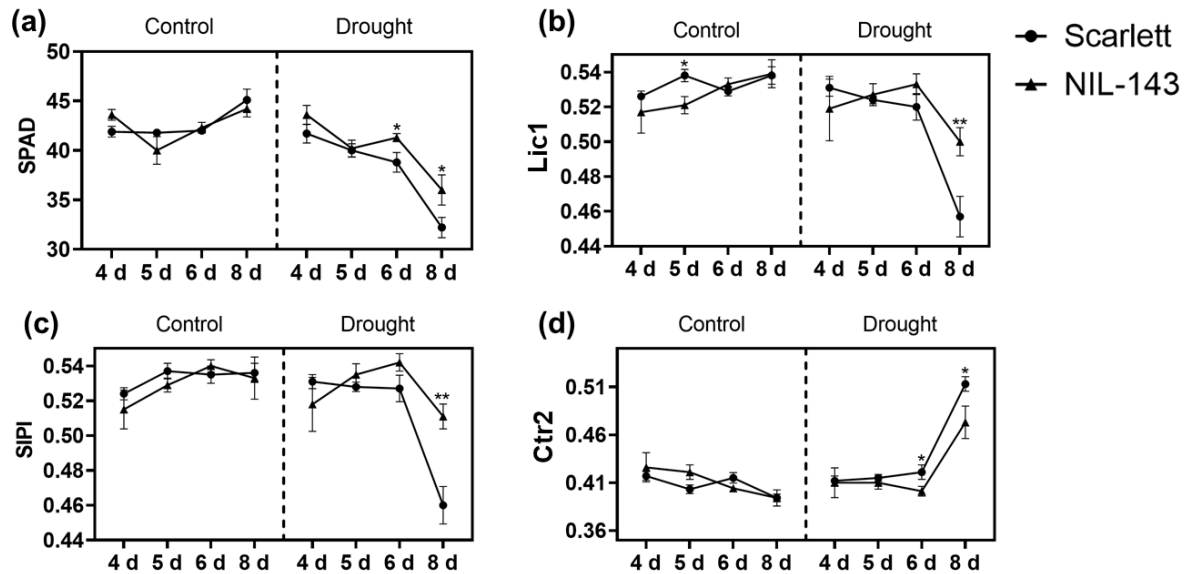 (a) Control Drought
50
45
40
35
30
SPAD
*
*
4 d 5 d 6 d 8 d 4 d 5 d 6 d 8 d
(b) Control Drought
0.54
0.52
0.50
0.48
0.46
0.44
Lic1
*
**
4 d 5 d 6 d 8 d 4 d 5 d 6 d 8 d
Scarlett
NIL-143
(c) Control Drought
0.54
0.52
0.50
0.48
0.46
0.44
SIPI
**
4 d 5 d 6 d 8 d 4 d 5 d 6 d 8 d
(d) Control Drought
0.51
0.46
0.41
0.36
Ctr2
*
*
4 d 5 d 6 d 8 d 4 d 5 d 6 d 8 d